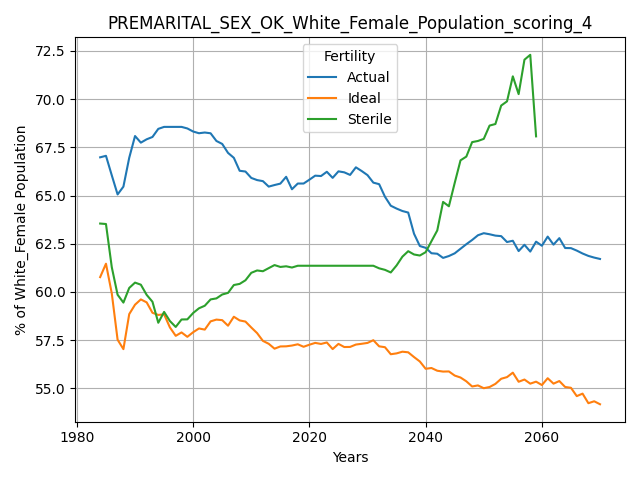 PREMARITAL_SEX_OK_White_Female_Population_scoring_4
Fertility
Actual
Ideal
Sterile
% of White_Female Population
72.5
70.0
67.5
65.0
62.5
60.0
57.5
55.0
1980
2000
2020
2040
2060
Years